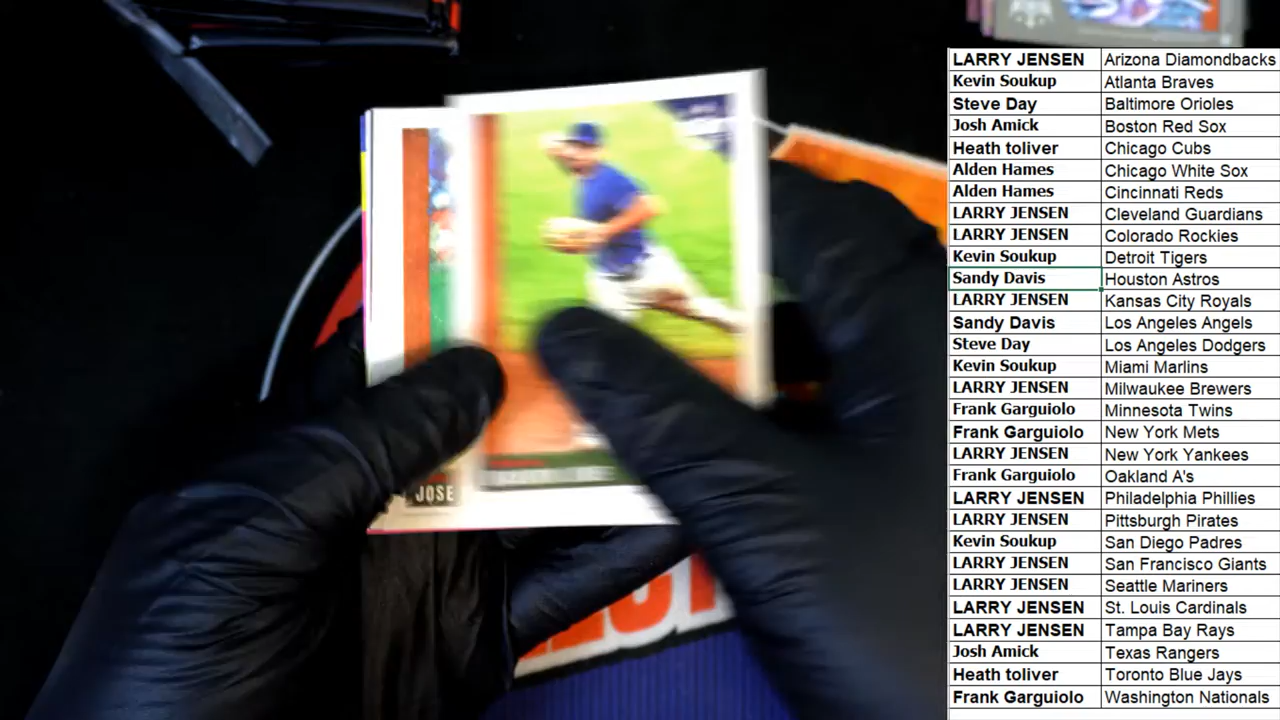 LARRY JENSEN Arizona Diamondbacks
Kevin Soukup Atlanta Braves
Steve Day Baltimore Orioles
Josh Amick Boston Red Sox
Heath toliver Chicago Cubs
Alden Hames Chicago White Sox
Alden Hames Cincinnati Reds
LARRY JENSEN Cleveland Guardians
LARRY JENSEN Colorado Rockies
Kevin Soukup Detroit Tigers
Sandy Davis Houston Astros
LARRY JENSEN Kansas City Royals
Sandy Davis Los Angeles Angels
Steve Day Los Angeles Dodgers
Kevin Soukup Miami Marlins
LARRY JENSEN Milwaukee Brewers
Frank Garguiolo Minnesota Twins
Frank Garguiolo New York Mets
LARRY JENSEN New York Yankees
Frank Garguiolo Oakland A's
LARRY JENSEN Philadelphia Phillies
LARRY JENSEN Pittsburgh Pirates
Kevin Soukup San Diego Padres
LARRY JENSEN San Francisco Giants
LARRY JENSEN Seattle Mariners
LARRY JENSEN St. Louis Cardinals
LARRY JENSEN Tampa Bay Rays
Josh Amick Texas Rangers
Heath toliver Toronto Blue Jays
Frank Garguiolo Washington Nationals
JOSE